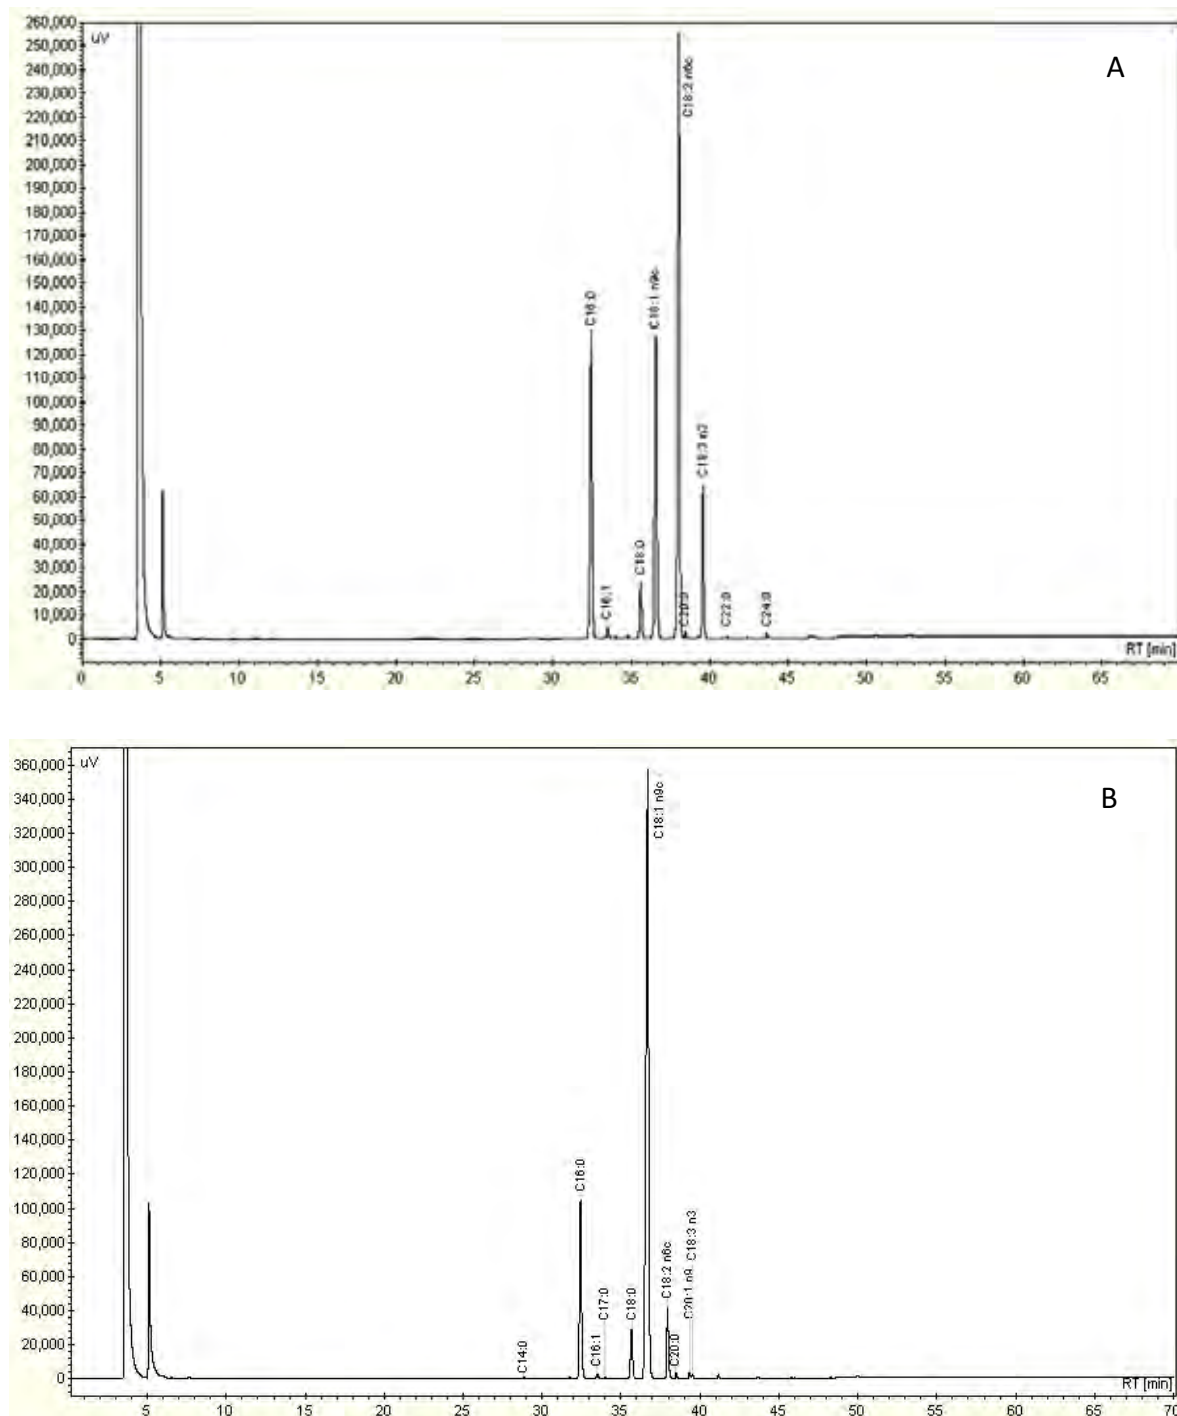 260,000
uV
A
250,000
240,000
230,000
220,000
210,000
200,000
190,000
180,000
170,000
160,000
150,000
140,000
130,000
120,000
110,000
100,000
90,000
80,000
70,000
60,000
50,000
40,000
30,000
20,000
10,000
0
C16:0
C16:1
C18:0
C18:1 n9c
C18:2 n6c
C20:0
C18:3 n3
C22:0
C24:0
RT [min]
0 5 10 15 20 25 30 35 40 45 50 55 60 65
360,000
uV
B
340,000
320,000
300,000
280,000
260,000
240,000
220,000
200,000
180,000
160,000
140,000
120,000
100,000
80,000
60,000
40,000
20,000
0
C14:0
C16:0
C16:1
C17:0
C18:0
C18:1 n9c
C18:2 n6c
C20:0
C20:1 n9
C18:3 n3
RT [min]
5 10 15 20 25 30 35 40 45 50 55 60 65 70